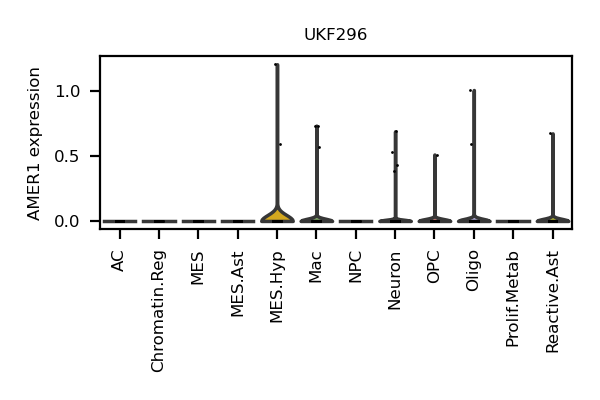 UKF296
AMER1 expression
1.0
0.5
0.0
AC
Chromatin.Reg
MES
MES.Ast
MES.Hyp
Mac
NPC
Neuron
OPC
Oligo
Prolif.Metab
Reactive.Ast